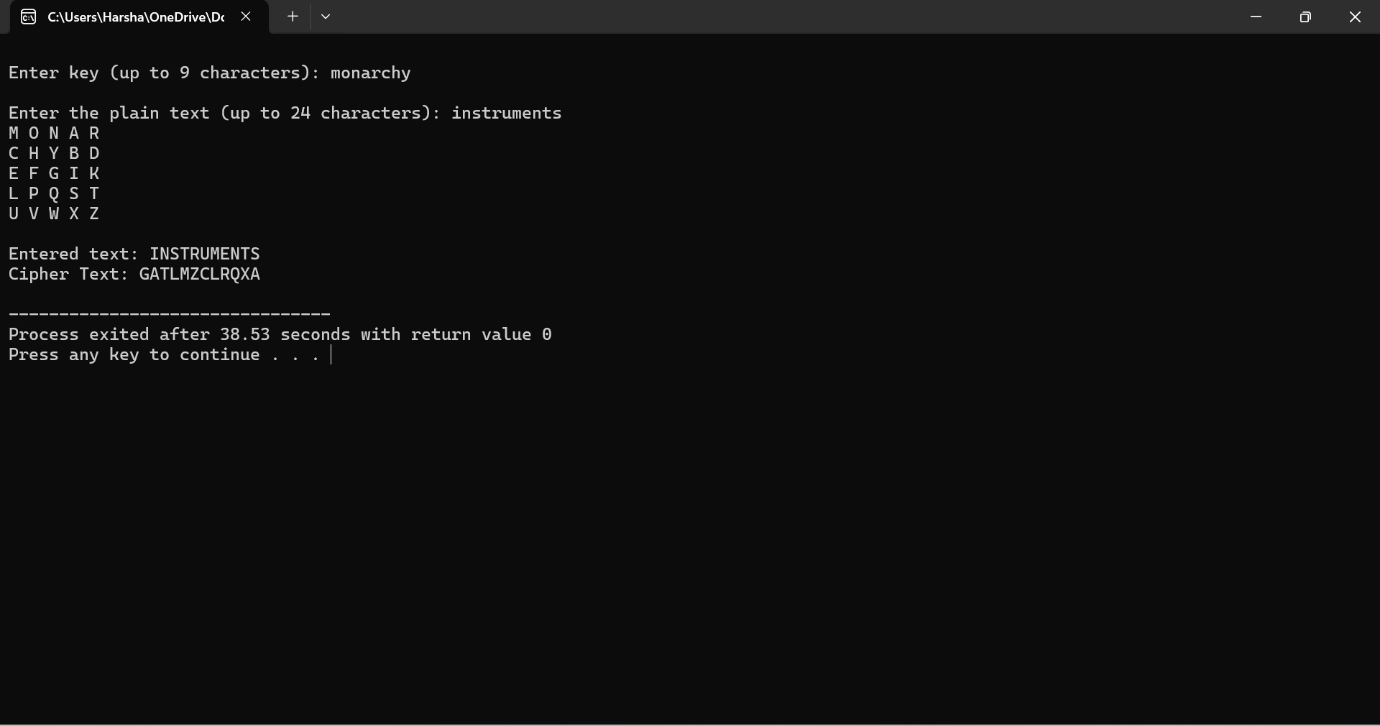 C:\Users\Harsha\OneDrive\Do
Enter key (up to 9 characters): monarchy
Enter the plain text (up to 24 characters): instruments
M O N A R
C H Y B D
E F G I K
L P Q S T
U V W X Z
Entered text: INSTRUMENTS
Cipher Text: GATLMZCLRQXA
--------------------------------
Process exited after 38.53 seconds with return value 0
Press any key to continue . . .